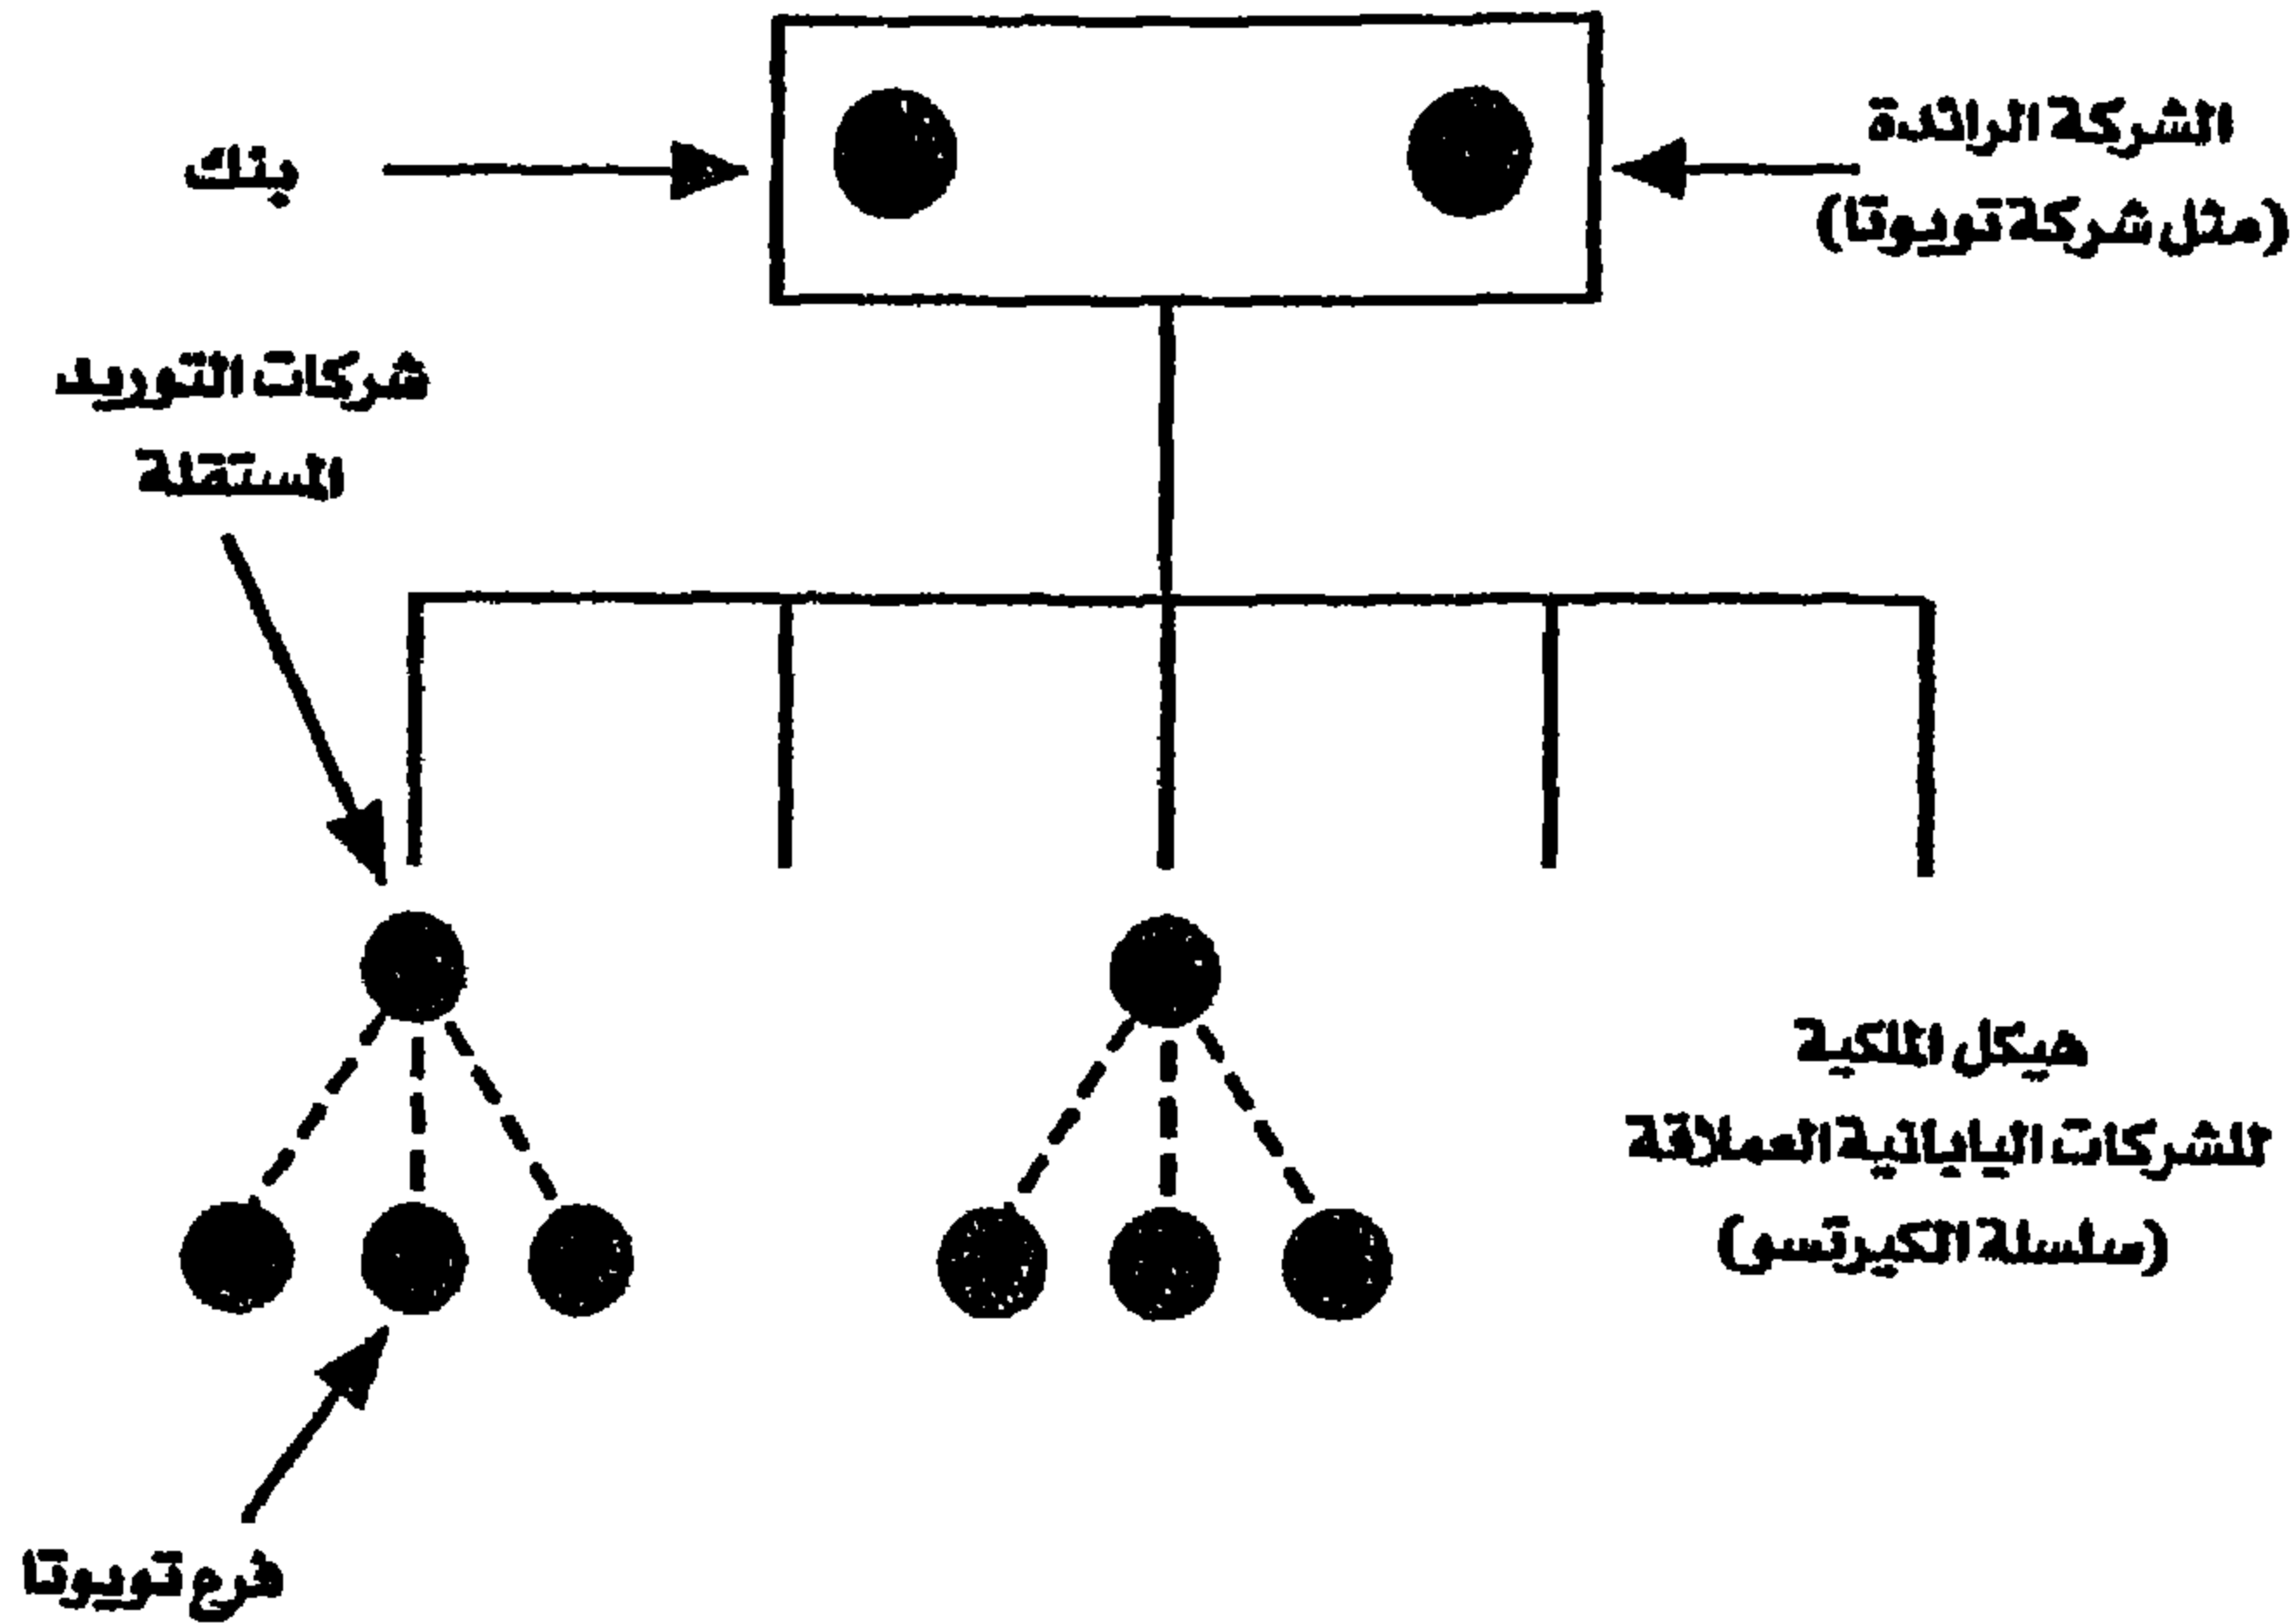 الشركة الرائدة
(مثل شركة تويوتا)
بنك
شركات التوريد
المستقلة
هيكل الملكية
للشركات اليابانية العملاقة
(سلسلة الكيرتسو)
فرع تويوتا